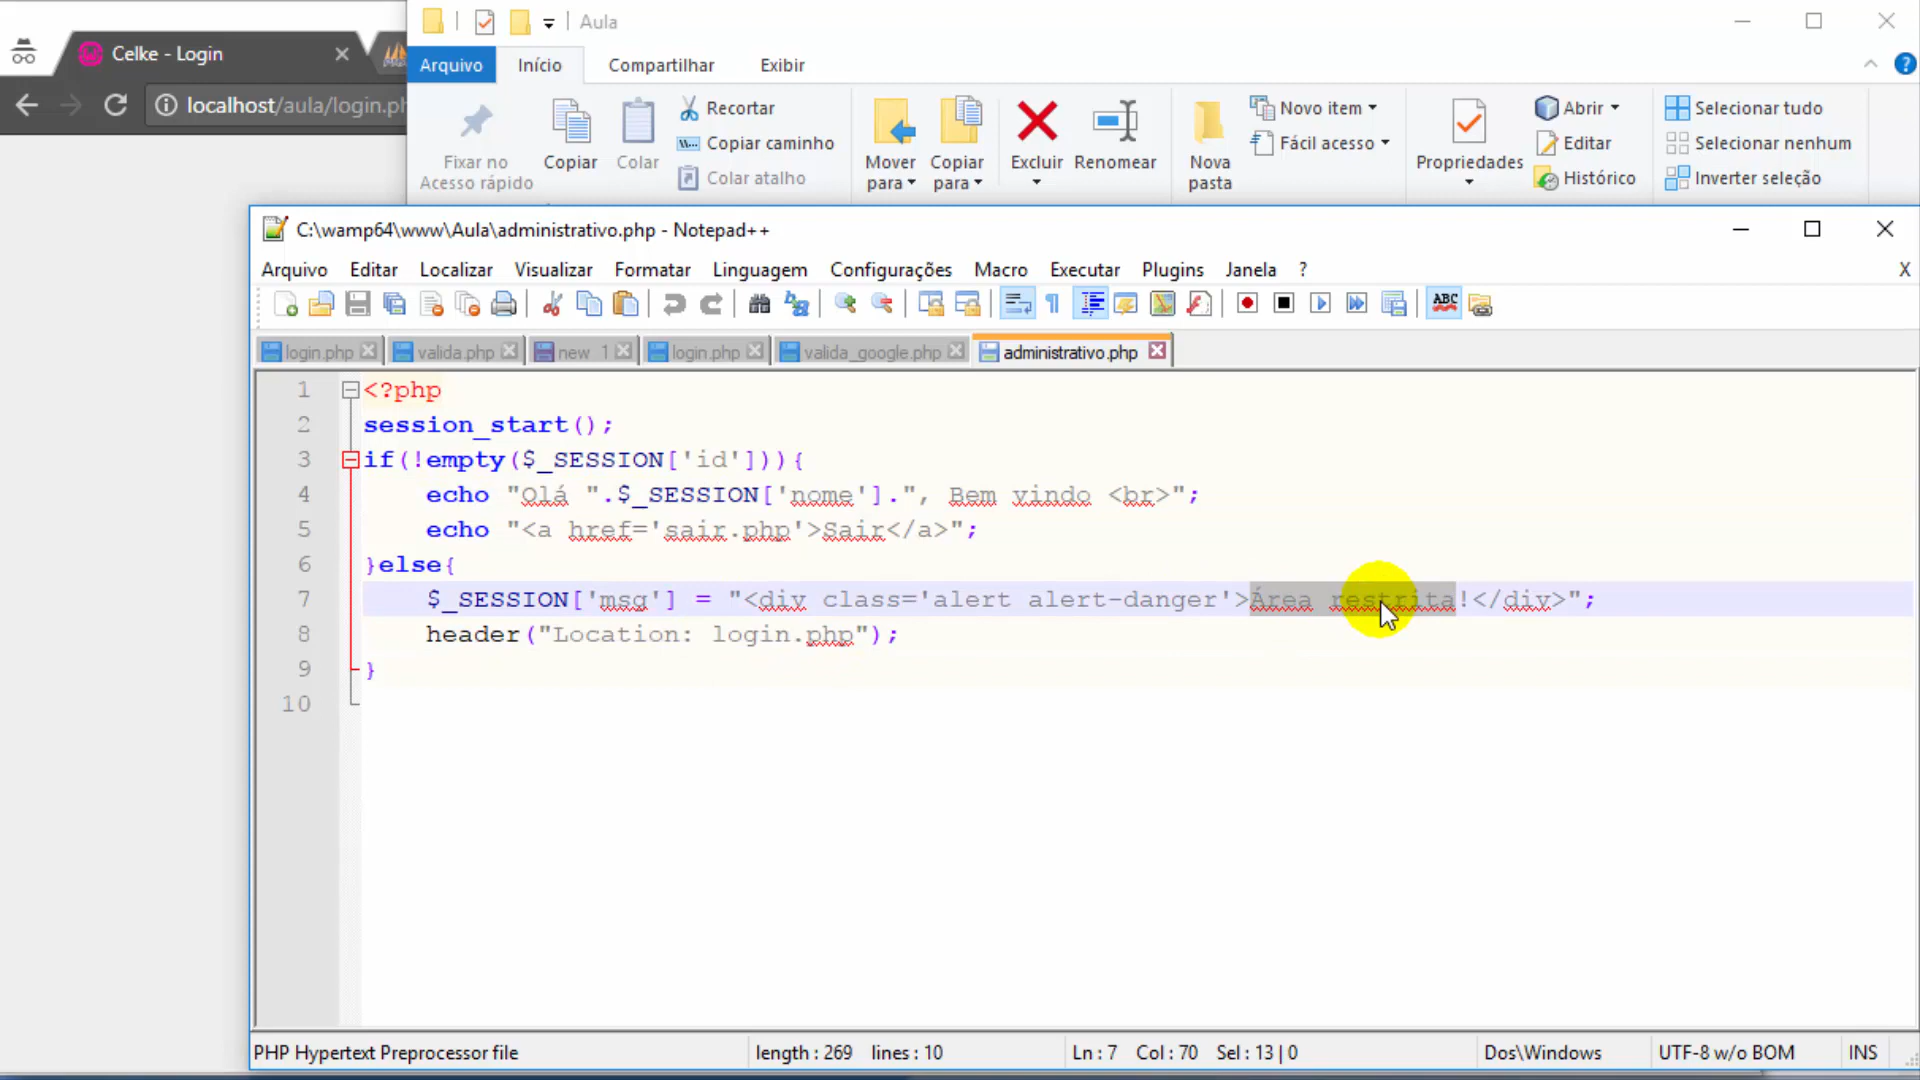 Aula
Celke - Login
Arquivo Início Compartilhar Exibir
localhost/aula/login.ph
Fixar no
Acesso rápido
Copiar
Colar
Recortar
Copiar caminho
Colar atalho
Mover
para
Copiar
para
Excluir
Renomear
Nova
pasta
Novo item
Fácil acesso
Propriedades
Abrir
Editar
Histórico
Selecionar tudo
Selecionar nenhum
Inverter seleção
C:\wamp64\www\Aula\administrativo.php - Notepad++
Arquivo Editar Localizar Visualizar Formatar Linguagem Configurações Macro Executar Plugins Janela ? X
ABC
login.php valida.php new 1 login.php valida_google.php administrativo.php
1 <?php
2 session_start();
3 if(!empty($_SESSION['id'])){
4 echo "Olá ".$_SESSION['nome'].", Bem vindo <br>";
5 echo "<a href='sair.php'>Sair</a>";
6 }else{
7 $_SESSION['msg'] = "<div class='alert alert-danger'>Área restrita!</div>";
8 header("Location: login.php");
9 }
10
PHP Hypertext Preprocessor file length : 269 lines : 10 Ln : 7 Col : 70 Sel : 13 | 0 Dos\Windows UTF-8 w/o BOM INS